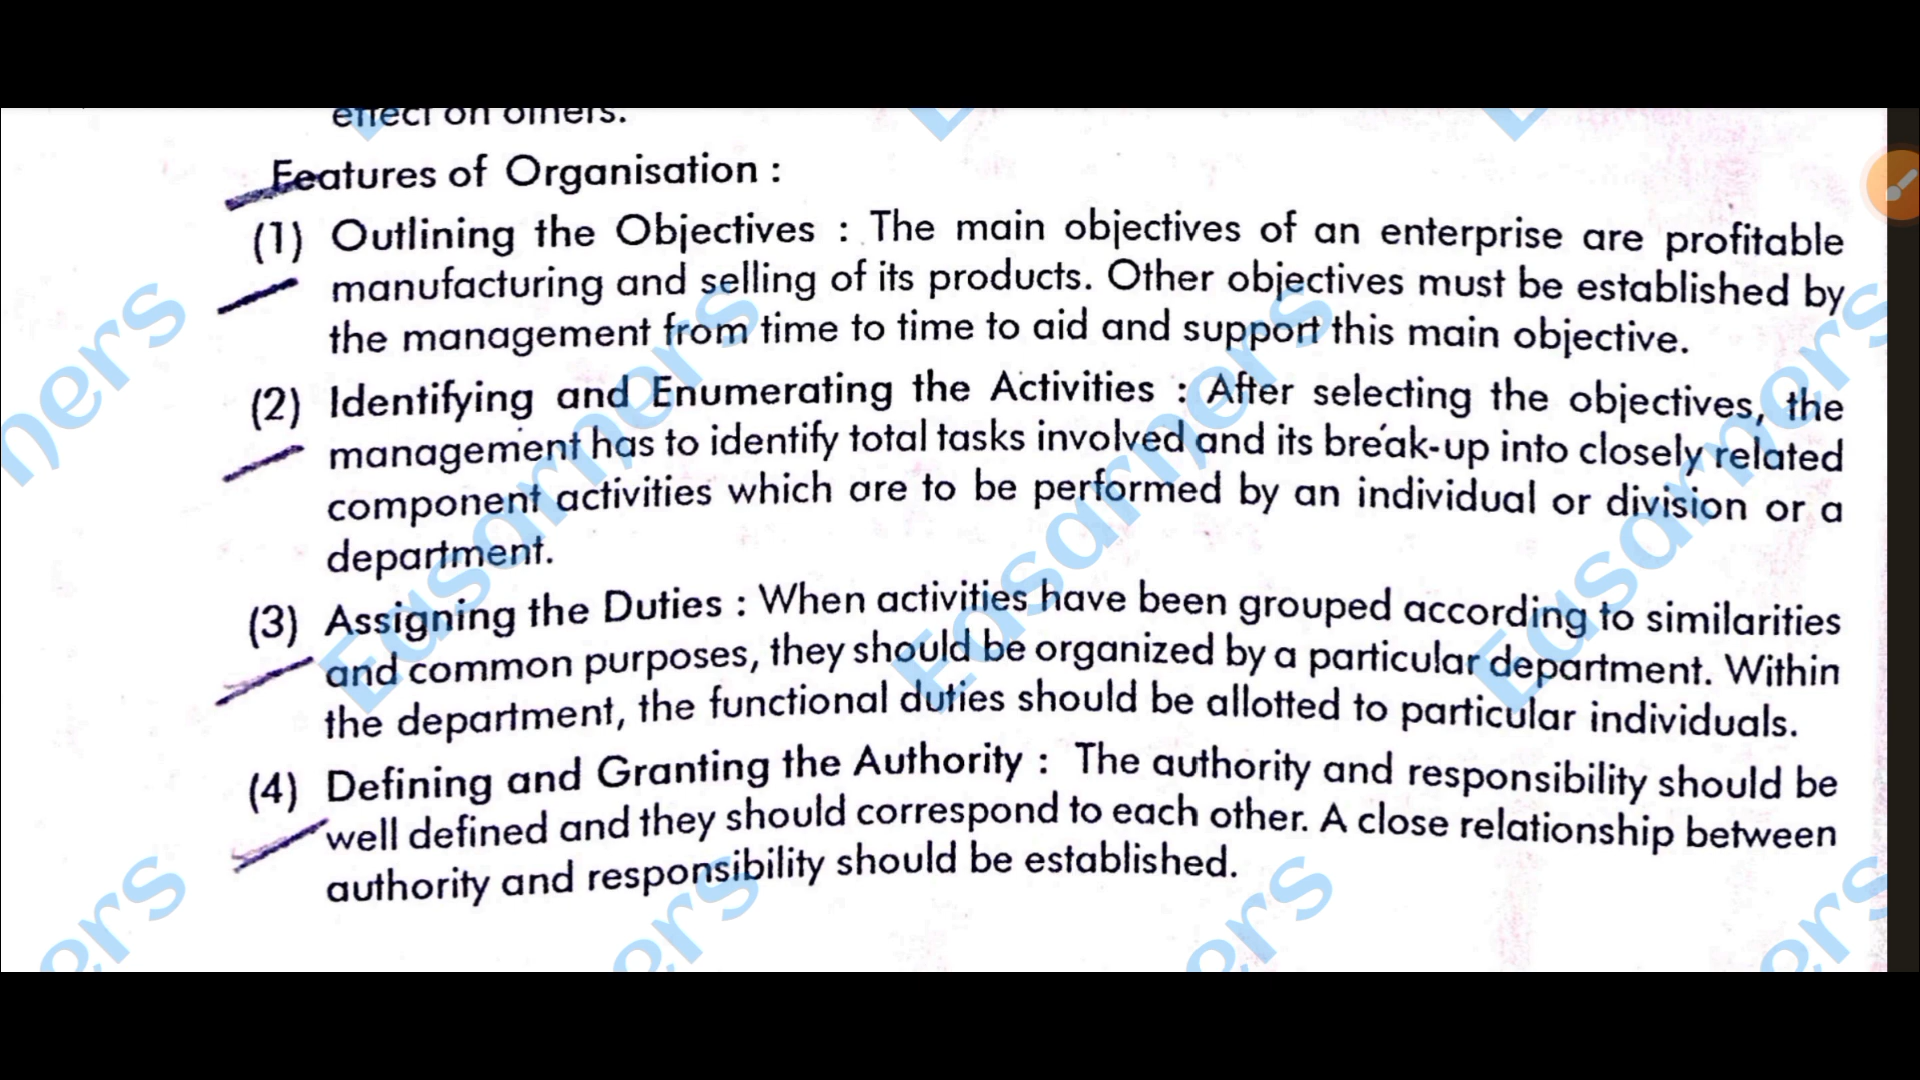 effect on others.
Features of Organisation :
(1) Outlining the Objectives : The main objectives of an enterprise are profitable
manufacturing and selling of its products. Other objectives must be established by
the management from time to time to aid and support this main objective.
(2) Identifying and Enumerating the Activities : After selecting the objectives, the
management has to identify total tasks involved and its break-up into closely related
component activities which are to be performed by an individual or division or a
department.
(3) Assigning the Duties : When activities have been grouped according to similarities
and common purposes, they should be organized by a particular department. Within
the department, the functional duties should be allotted to particular individuals.
(4) Defining and Granting the Authority : The authority and responsibility should be
well defined and they should correspond to each other. A close relationship between
authority and responsibility should be established.
Easarners
Easarners
Easarners